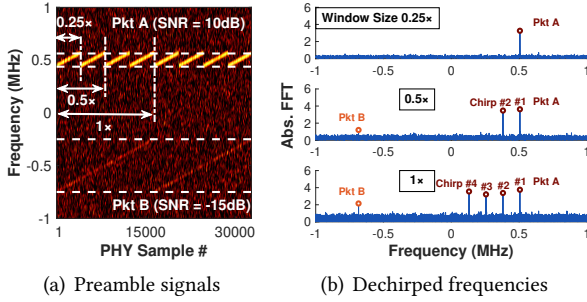 Frequency (MHz)
1
0.5
0
-0.5
-1
0.25×
Pkt A (SNR = 10dB)
0.5×
1×
Pkt B (SNR = -15dB)
1
15000
30000
PHY Sample #
(a) Preamble signals
Abs. FFT
Window Size 0.25×
Pkt A
6
4
2
0
-1
-0.5
0
0.5
1
0.5×
Chirp #2
#1
Pkt A
Pkt B
6
4
2
0
-1
-0.5
0
0.5
1
1×
Chirp #4
#3
#2
#1
Pkt A
Pkt B
6
4
2
0
-1
-0.5
0
0.5
1
Frequency (MHz)
(b) Dechirped frequencies